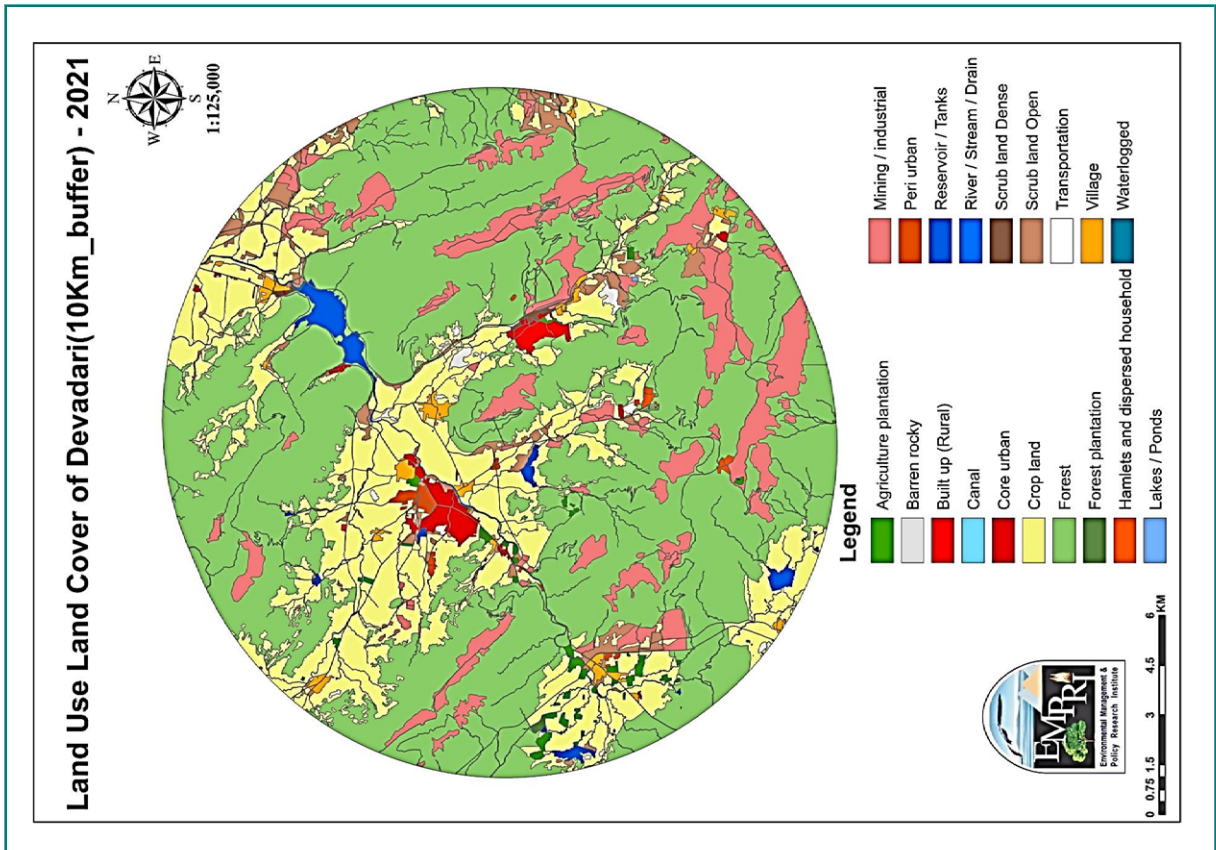 Land Use Land Cover of Devadari(10Km_buffer) - 2021
N
W
E
S
1:125,000
Legend
Agriculture plantation
Barren rocky
Built up (Rural)
Canal
Core urban
Crop land
Forest
Forest plantation
Hamlets and dispersed household
Lakes / Ponds
Mining / industrial
Peri urban
Reservoir / Tanks
River / Stream / Drain
Scrub land Dense
Scrub land Open
Transportation
Village
Waterlogged
EMPRI
Environmental Management &
Policy Research Institute
0 0.75 1.5 3 4.5 6
KM